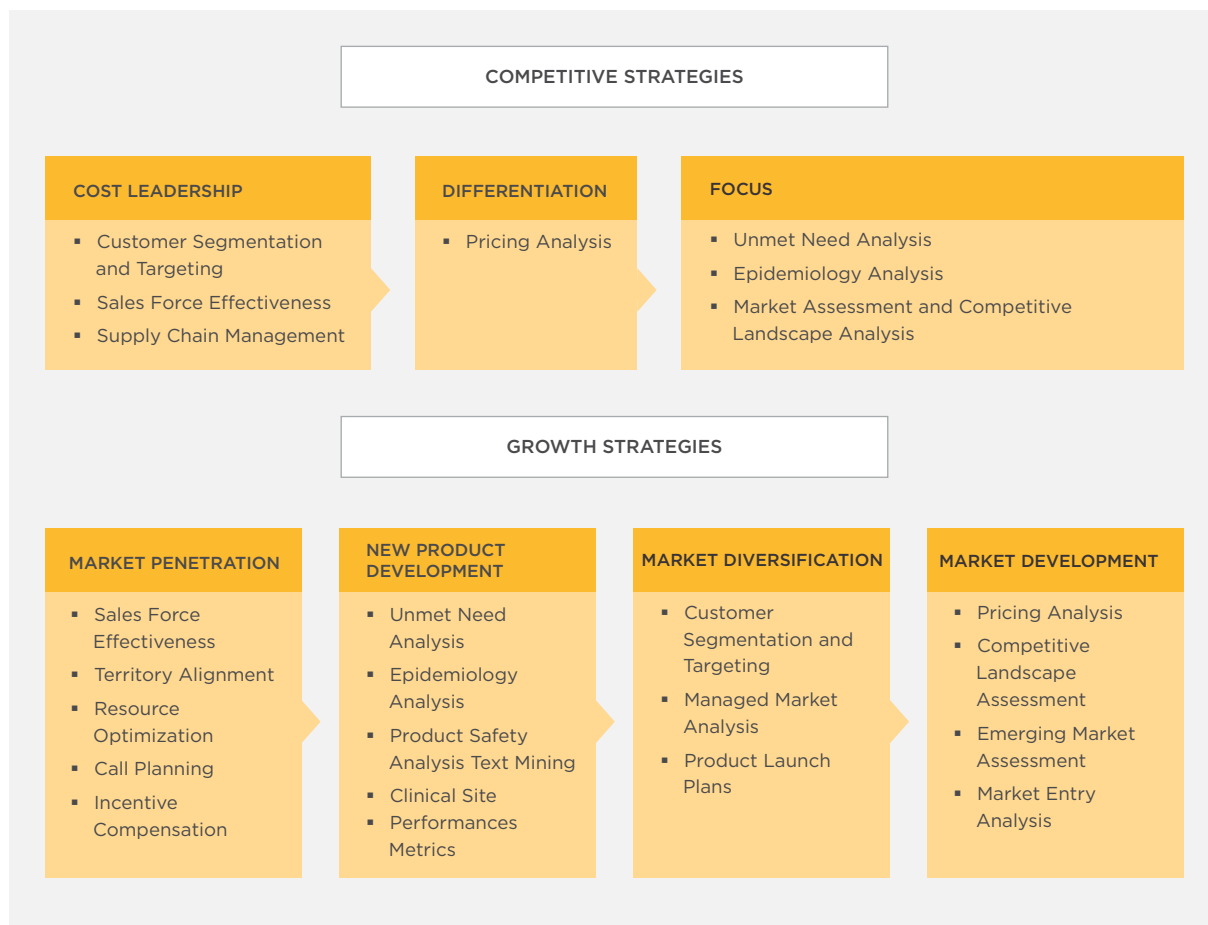 COMPETITIVE STRATEGIES
COST LEADERSHIP
▪ Customer Segmentation
and Targeting
▪ Sales Force Effectiveness
▪ Supply Chain Management
DIFFERENTIATION
▪ Pricing Analysis
FOCUS
▪ Unmet Need Analysis
▪ Epidemiology Analysis
▪ Market Assessment and Competitive
Landscape Analysis
GROWTH STRATEGIES
MARKET PENETRATION
▪ Sales Force
Effectiveness
▪ Territory Alignment
▪ Resource
Optimization
▪ Call Planning
▪ Incentive
Compensation
NEW PRODUCT
DEVELOPMENT
▪ Unmet Need
Analysis
▪ Epidemiology
Analysis
▪ Product Safety
Analysis Text Mining
▪ Clinical Site
▪ Performances
Metrics
MARKET DIVERSIFICATION
▪ Customer
Segmentation and
Targeting
▪ Managed Market
Analysis
▪ Product Launch
Plans
MARKET DEVELOPMENT
▪ Pricing Analysis
▪ Competitive
Landscape
Assessment
▪ Emerging Market
Assessment
▪ Market Entry
Analysis